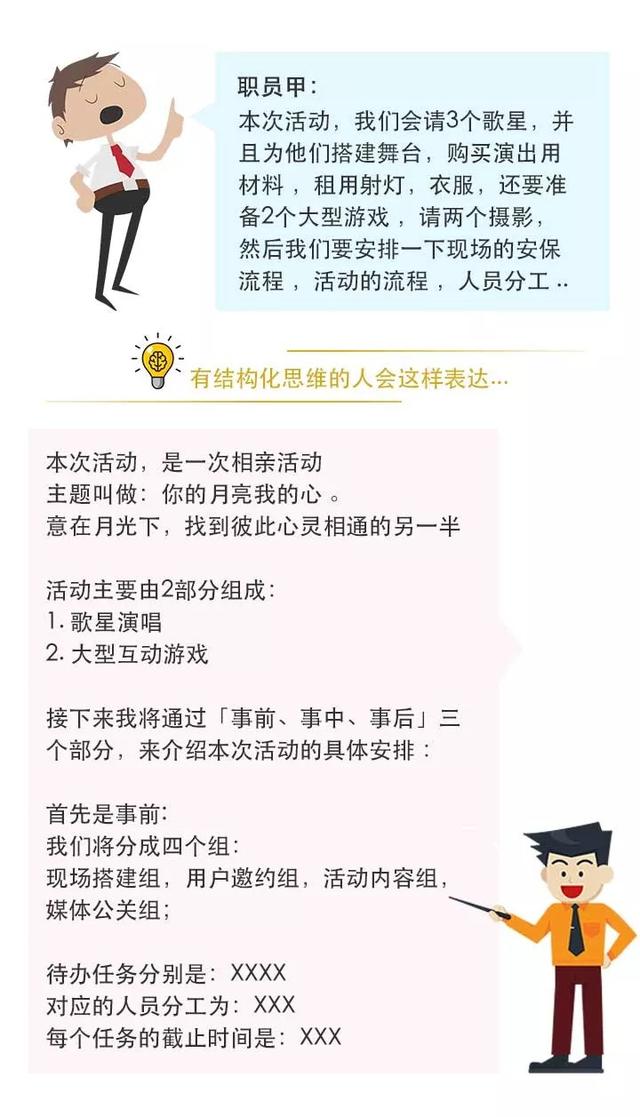 职员甲：
本次活动，我们会请3个歌星，并
且为他们搭建舞台，购买演出用
材料 ，租用射灯，衣服，还要准
备2个大型游戏 ，请两个摄影，
然后我们要安排一下现场的安保
流程 ，活动的流程 ，人员分工 ..
有结构化思维的人会这样表达...
本次活动，是一次相亲活动
主题叫做：你的月亮我的心 。
意在月光下，找到彼此心灵相通的另一半
活动主要由2部分组成：
1. 歌星演唱
2. 大型互动游戏
接下来我将通过「事前、事中、事后」三
个部分，来介绍本次活动的具体安排 ：
首先是事前：
我们将分成四个组：
现场搭建组，用户邀约组，活动内容组，
媒体公关组；
待办任务分别是：XXXX
对应的人员分工为：XXX
每个任务的截止时间是：XXX